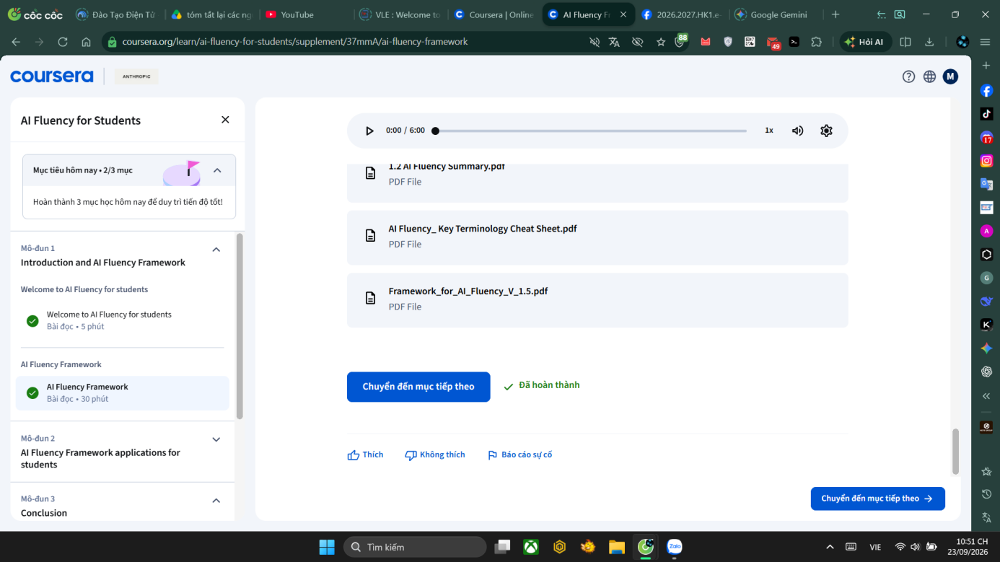 cốc cốc
Đào Tạo Điện Tử
tóm tắt lại các ng
YouTube
VLE : Welcome to
Coursera | Online
AI Fluency Fr
2026.2027.HK1.e-
Google Gemini
coursera.org/learn/ai-fluency-for-students/supplement/37mmA/ai-fluency-framework
88
49
Hỏi AI
coursera
ANTHROP\C
M
AI Fluency for Students
Mục tiêu hôm nay • 2/3 mục
Hoàn thành 3 mục học hôm nay để duy trì tiến độ tốt!
Mô-đun 1
Introduction and AI Fluency Framework
Welcome to AI Fluency for students
Welcome to AI Fluency for students
Bài đọc • 5 phút
AI Fluency Framework
AI Fluency Framework
Bài đọc • 30 phút
Mô-đun 2
AI Fluency Framework applications for
students
Mô-đun 3
Conclusion
0:00 / 6:00
1x
1.2 AI Fluency Summary.pdf
PDF File
AI Fluency_ Key Terminology Cheat Sheet.pdf
PDF File
Framework_for_AI_Fluency_V_1.5.pdf
PDF File
Chuyển đến mục tiếp theo
Đã hoàn thành
Thích
Không thích
Báo cáo sự cố
Chuyển đến mục tiếp theo
17
A
G
K
Tìm kiếm
Zalo
VIE
10:51 CH
23/09/2026